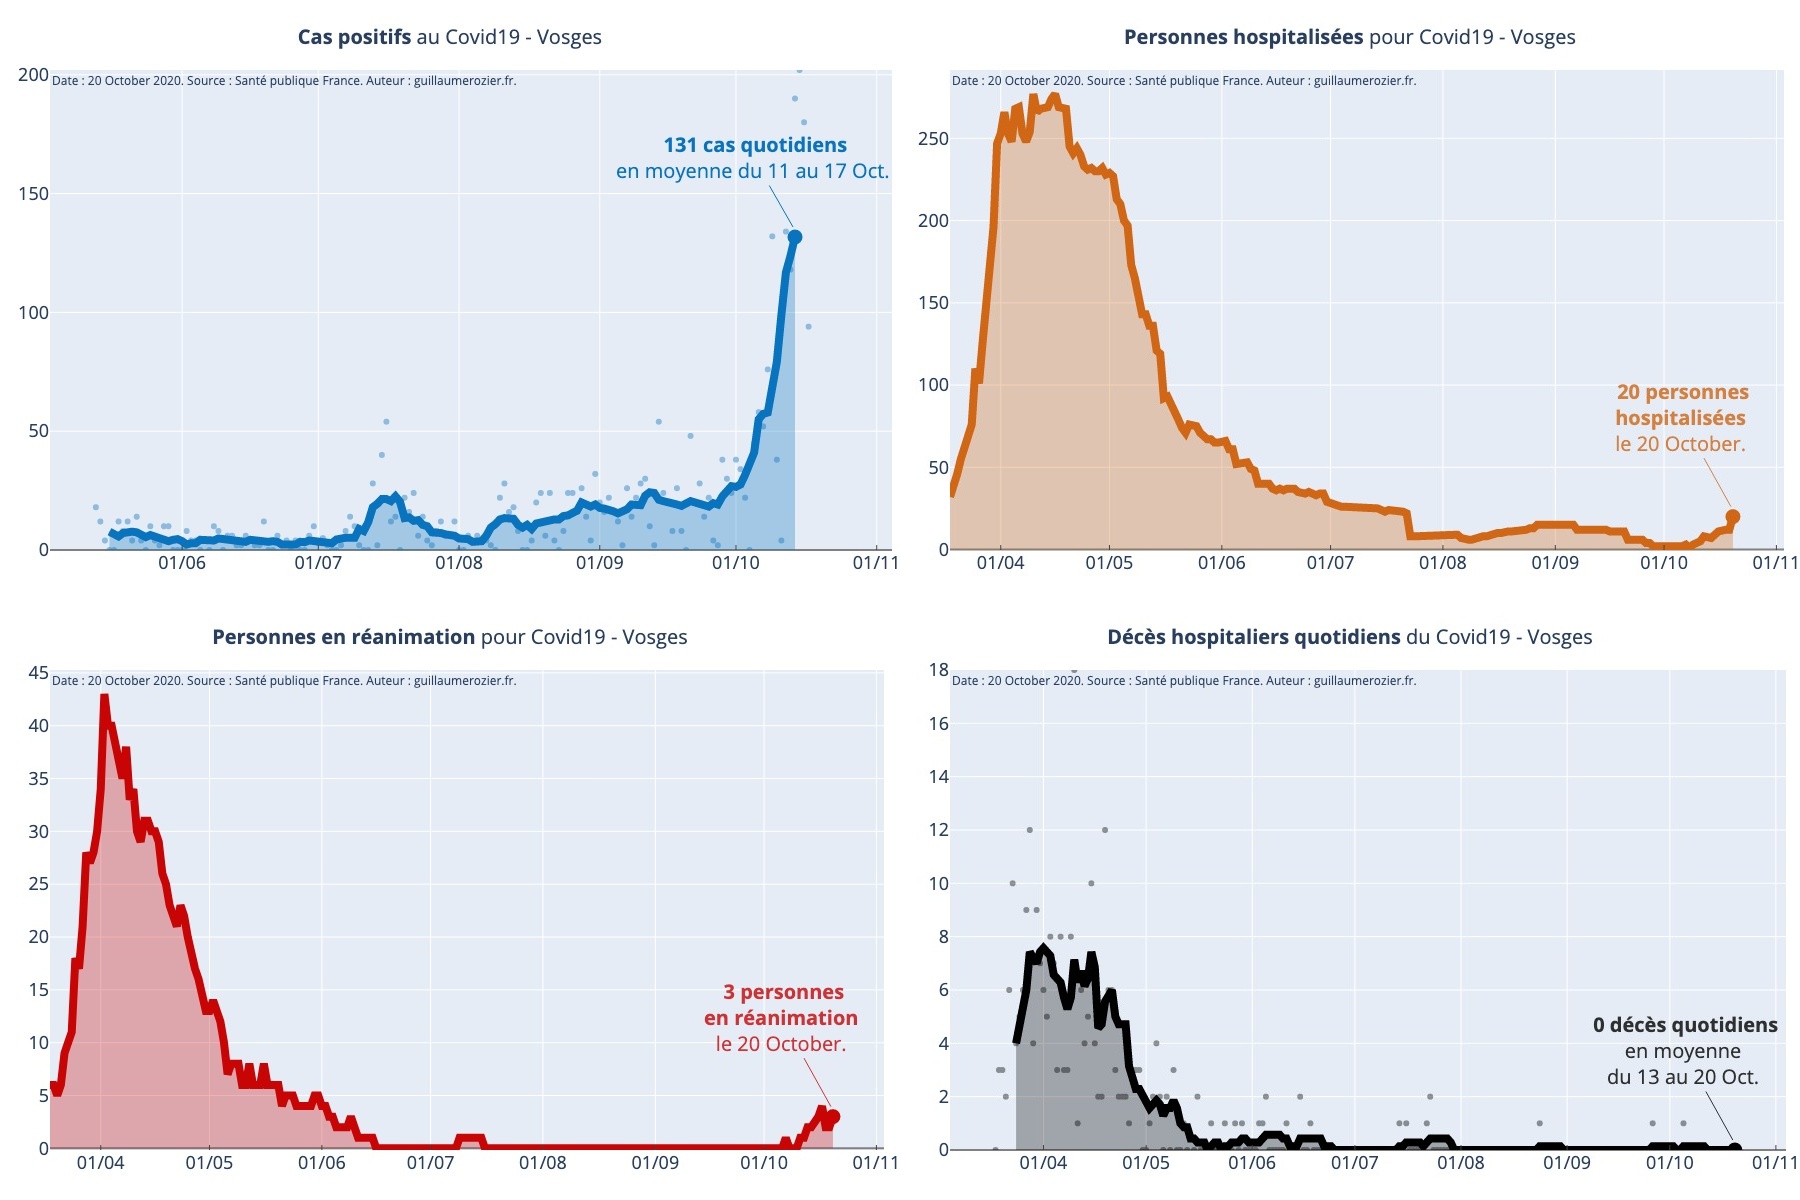 Cas positifs au Covid19 - Vosges
Date : 20 October 2020. Source : Santé publique France. Auteur : guillaumerozier.fr.
200
150
100
50
0
131 cas quotidiens
en moyenne du 11 au 17 Oct.
01/06 01/07 01/08 01/09 01/10 01/11
Personnes hospitalisées pour Covid19 - Vosges
Date : 20 October 2020. Source : Santé publique France. Auteur : guillaumerozier.fr.
250
200
150
100
50
0
20 personnes
hospitalisées
le 20 October.
01/04 01/05 01/06 01/07 01/08 01/09 01/10 01/11
Personnes en réanimation pour Covid19 - Vosges
45
Date : 20 October 2020. Source : Santé publique France. Auteur : guillaumerozier.fr.
40
35
30
25
20
15
10
5
0
3 personnes
en réanimation
le 20 October.
01/04 01/05 01/06 01/07 01/08 01/09 01/10 01/11
Décès hospitaliers quotidiens du Covid19 - Vosges
18
Date : 20 October 2020. Source : Santé publique France. Auteur : guillaumerozier.fr.
16
14
12
10
8
6
4
2
0
0 décès quotidiens
en moyenne
du 13 au 20 Oct.
01/04 01/05 01/06 01/07 01/08 01/09 01/10 01/11